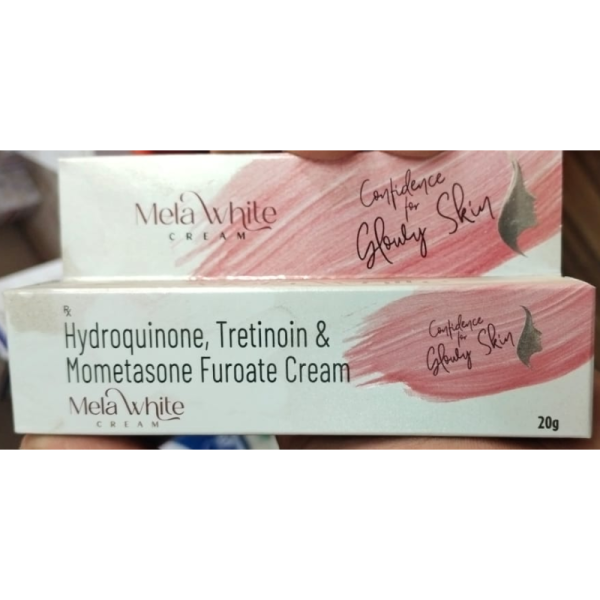 Mela White
CREAM
Confidence
for
Glowy Skin
Rx
Hydroquinone, Tretinoin &
Mometasone Furoate Cream
Mela White
CREAM
Confidence
for
Glowy Skin
20g